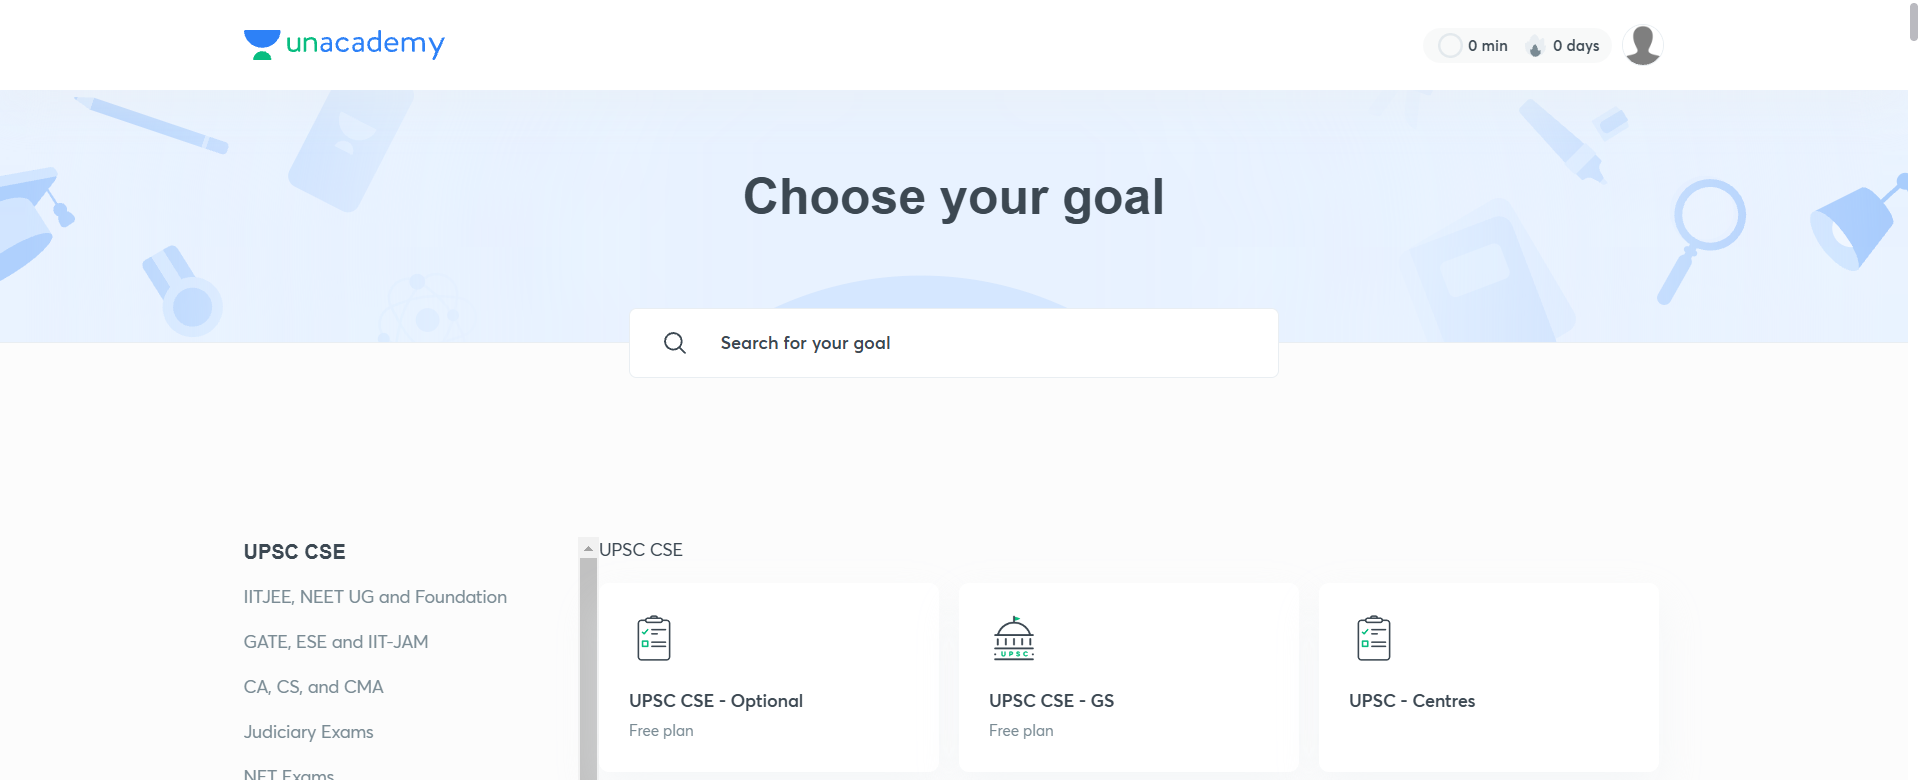 unacademy
0 min
0 days
Choose your goal
Search for your goal
UPSC CSE
IITJEE, NEET UG and Foundation
GATE, ESE and IIT-JAM
CA, CS, and CMA
Judiciary Exams
NET Exams
UPSC CSE
UPSC CSE - Optional
Free plan
UPSC
UPSC CSE - GS
Free plan
UPSC - Centres